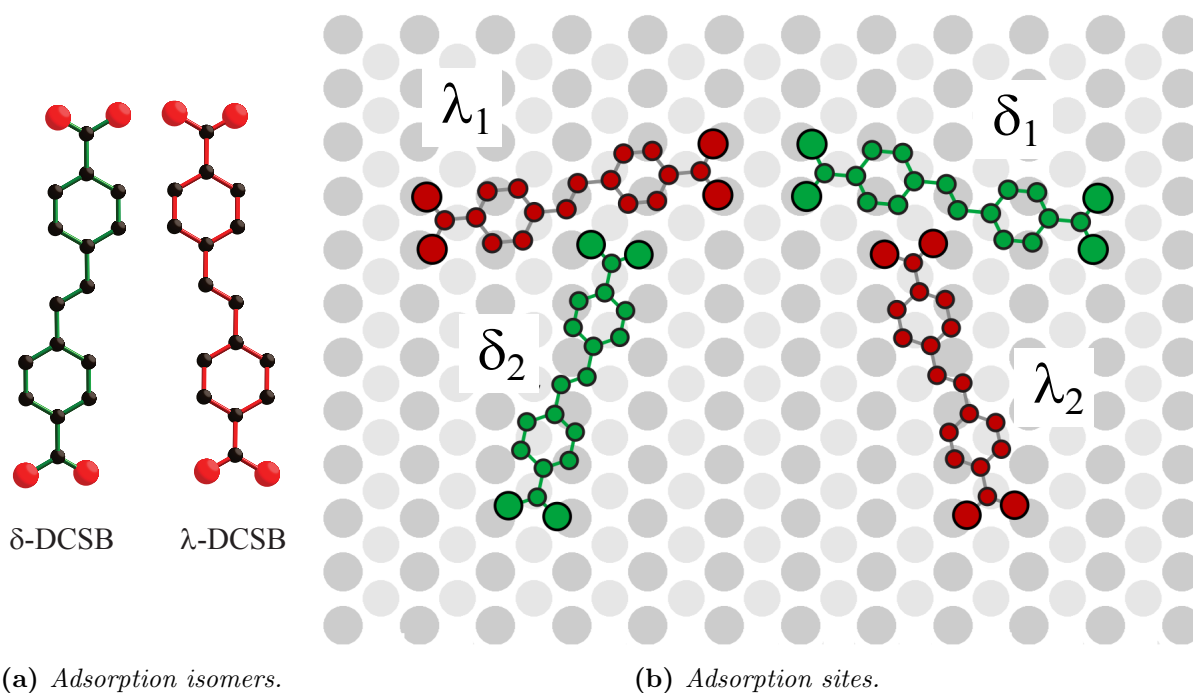 λ1
δ1
δ2
λ2
δ-DCSB
λ-DCSB
(a) Adsorption isomers.
(b) Adsorption sites.